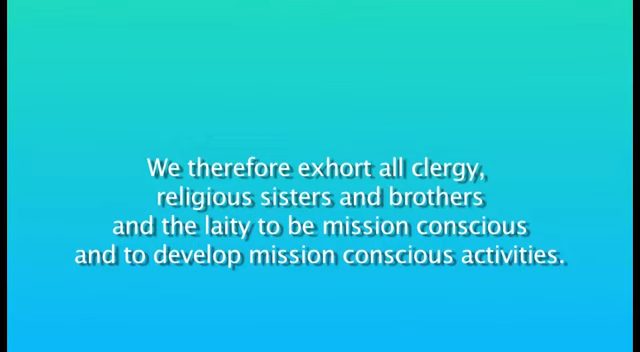 We therefore exhort all clergy,
religious sisters and brothers
and the laity to be mission conscious
and to develop mission conscious activities.